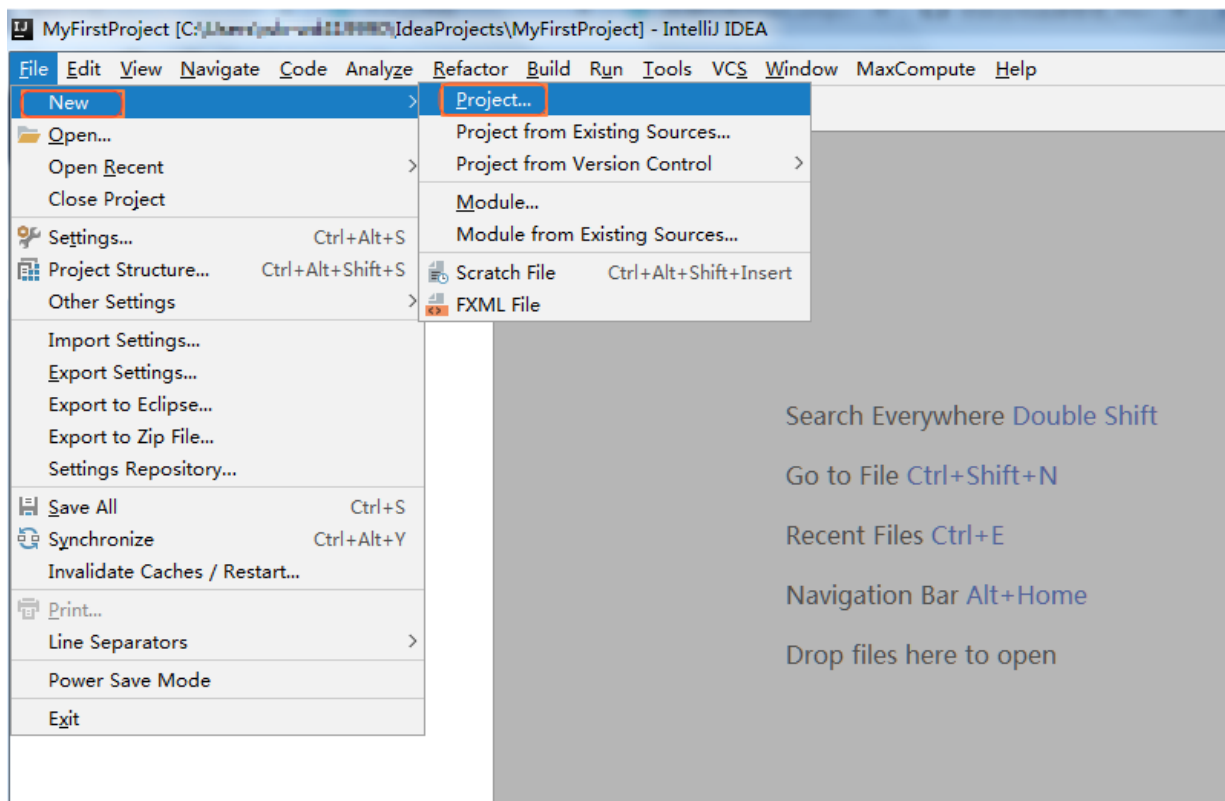 MyFirstProject [C:\ \IdeaProjects\MyFirstProject] - IntelliJ IDEA
File Edit View Navigate Code Analyze Refactor Build Run Tools VCS Window MaxCompute Help
New
Open...
Open Recent
Close Project
Settings... Ctrl+Alt+S
Project Structure... Ctrl+Alt+Shift+S
Other Settings
Import Settings...
Export Settings...
Export to Eclipse...
Export to Zip File...
Settings Repository...
Save All Ctrl+S
Synchronize Ctrl+Alt+Y
Invalidate Caches / Restart...
Print...
Line Separators
Power Save Mode
Exit
Project...
Project from Existing Sources...
Project from Version Control
Module...
Module from Existing Sources...
Scratch File Ctrl+Alt+Shift+Insert
FXML File
Search Everywhere Double Shift
Go to File Ctrl+Shift+N
Recent Files Ctrl+E
Navigation Bar Alt+Home
Drop files here to open